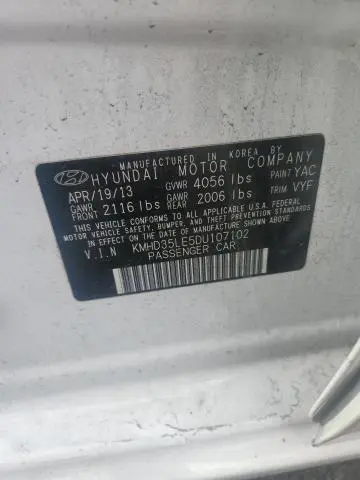 MANUFACTURED IN KOREA BY
HYUNDAI MOTOR COMPANY
APR/19/13 GVWR 4056 lbs PAINT YAC
GAWR FRONT 2116 lbs GAWR REAR 2006 lbs TRIM VYF
THIS VEHICLE CONFORMS TO ALL APPLICABLE U.S.A. FEDERAL
MOTOR VEHICLE SAFETY, BUMPER, AND THEFT PREVENTION STANDARDS
IN EFFECT ON THE DATE OF MANUFACTURE SHOWN ABOVE.
V.I.N KMHD35LE5DU107102
PASSENGER CAR